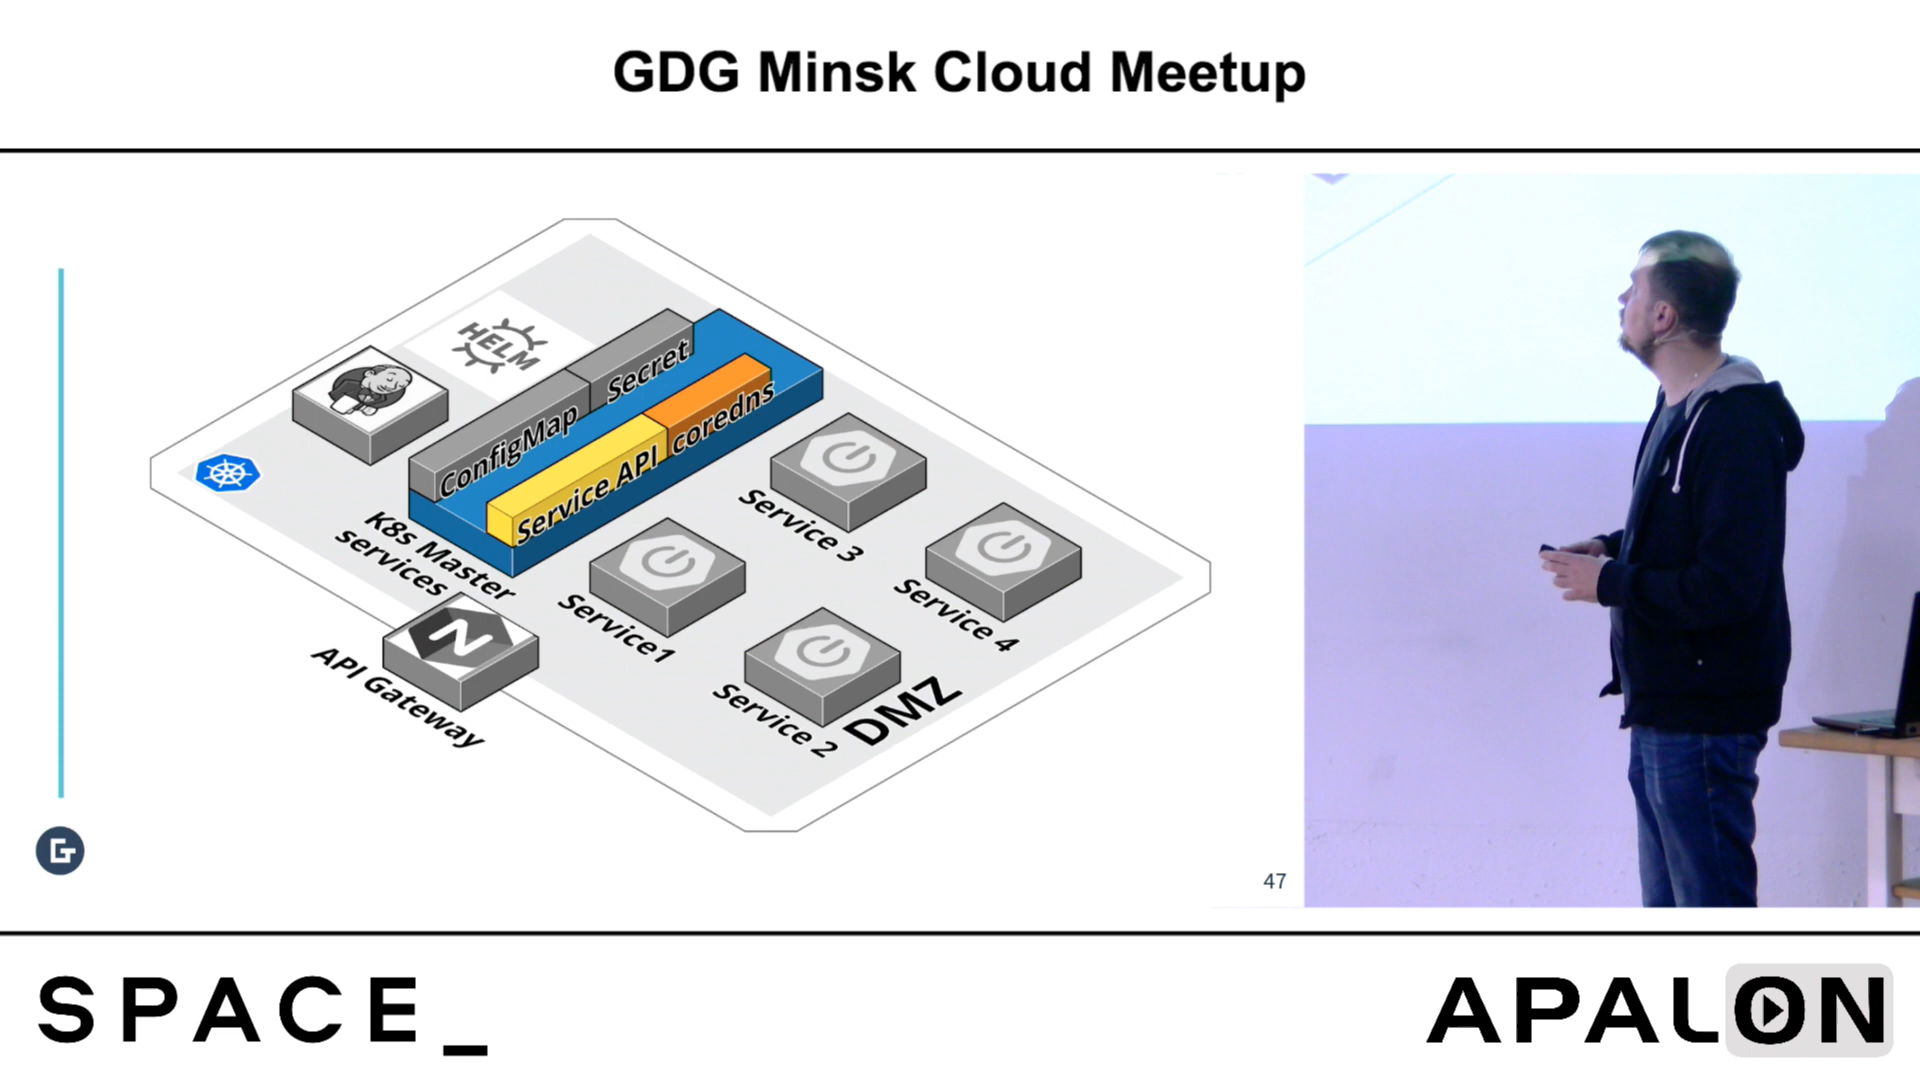 GDG Minsk Cloud Meetup
HELM
Secret
ConfigMap
coredns
Service API
K8s Master
services
Service 3
Service 4
Service1
Service 2
API Gateway
DMZ
47
SPACE_
APALON